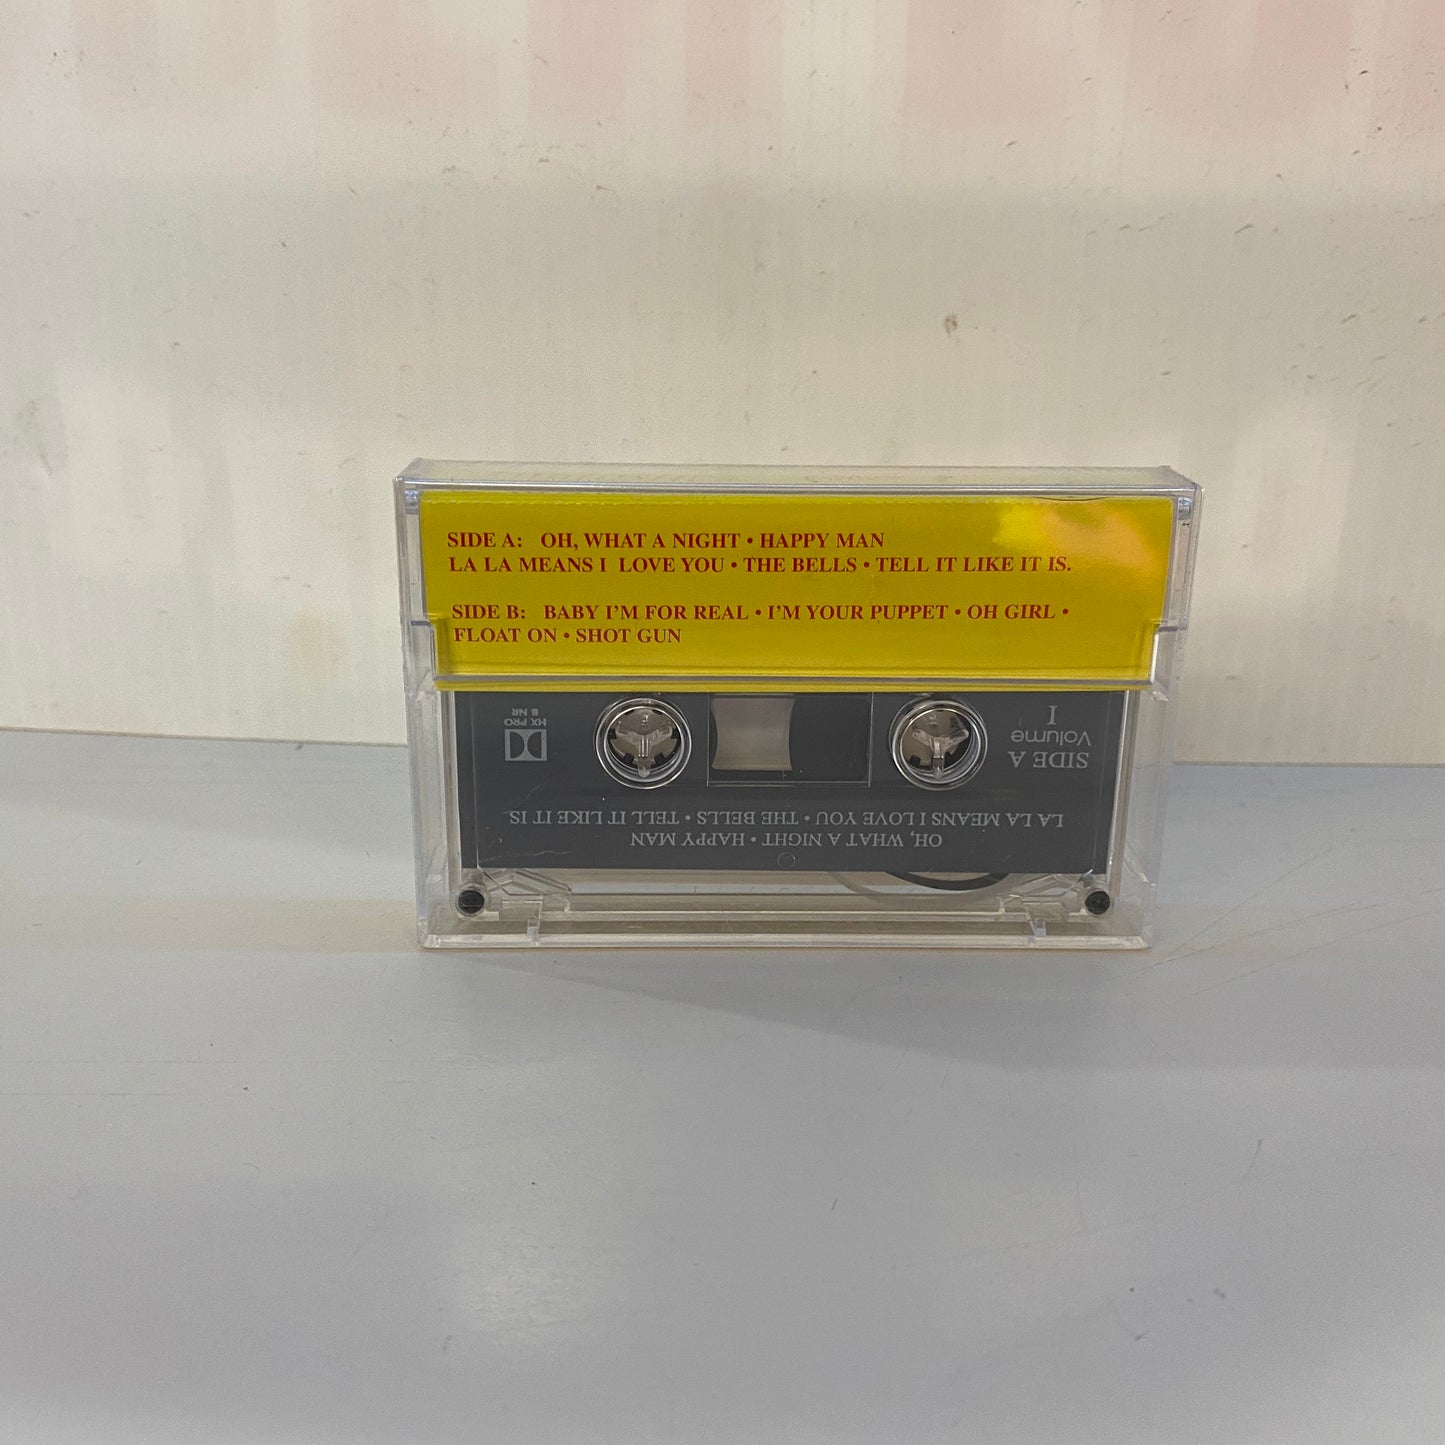 SIDE A: OH, WHAT A NIGHT • HAPPY MAN
LA LA MEANS I LOVE YOU • THE BELLS • TELL IT LIKE IT IS.
SIDE B: BABY I'M FOR REAL • I'M YOUR PUPPET • OH GIRL •
FLOAT ON • SHOT GUN
OH, WHAT A NIGHT • HAPPY MAN
LA LA MEANS I LOVE YOU • THE BELLS • TELL IT LIKE IT IS
SIDE A
Volume
I
B NR
HX PRO